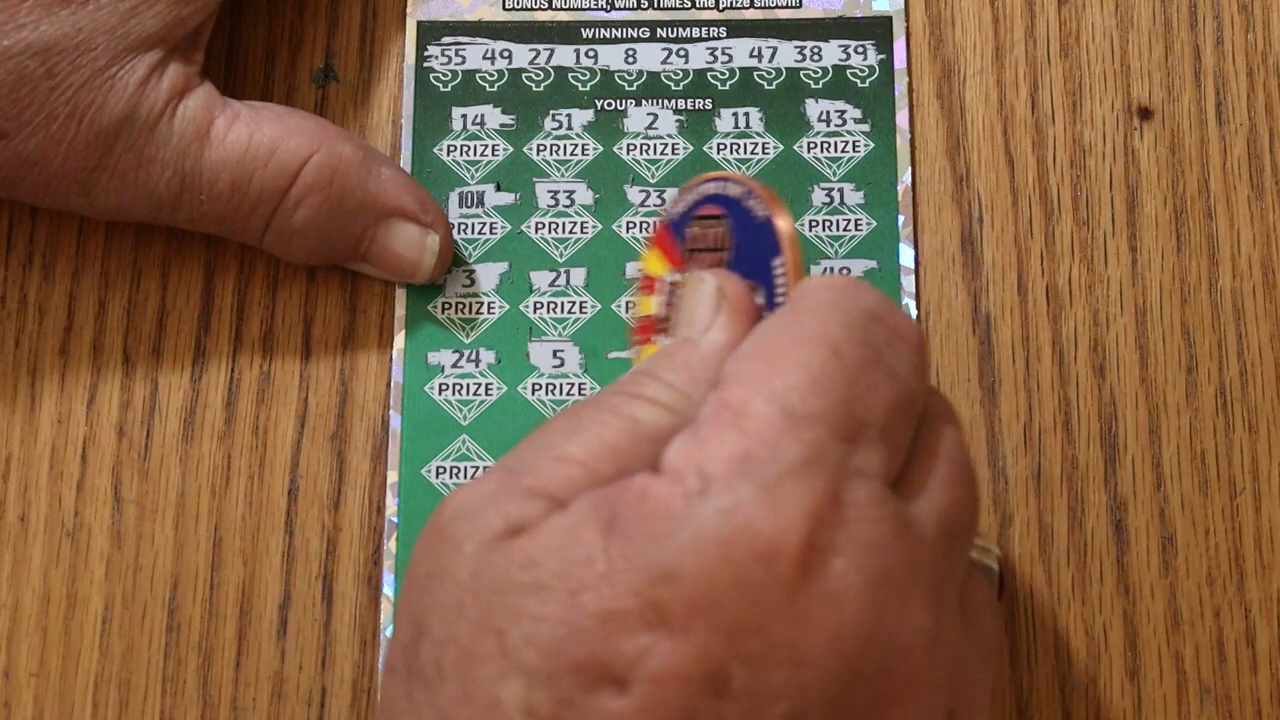 BONUS NUMBER, win 5 TIMES the prize shown!
WINNING NUMBERS
55 49 27 19 8 29 35 47 38 39
YOUR NUMBERS
14 51 2 11 43
PRIZE PRIZE PRIZE PRIZE PRIZE
10X 33 23 31
PRIZE PRIZE PRIZE
3 21 48
PRIZE PRIZE
24 5
PRIZE PRIZE
PRIZE